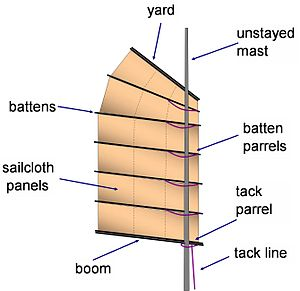 yard
unstayed
mast
battens
batten
parrels
sailcloth
panels
tack
parrel
boom
tack line